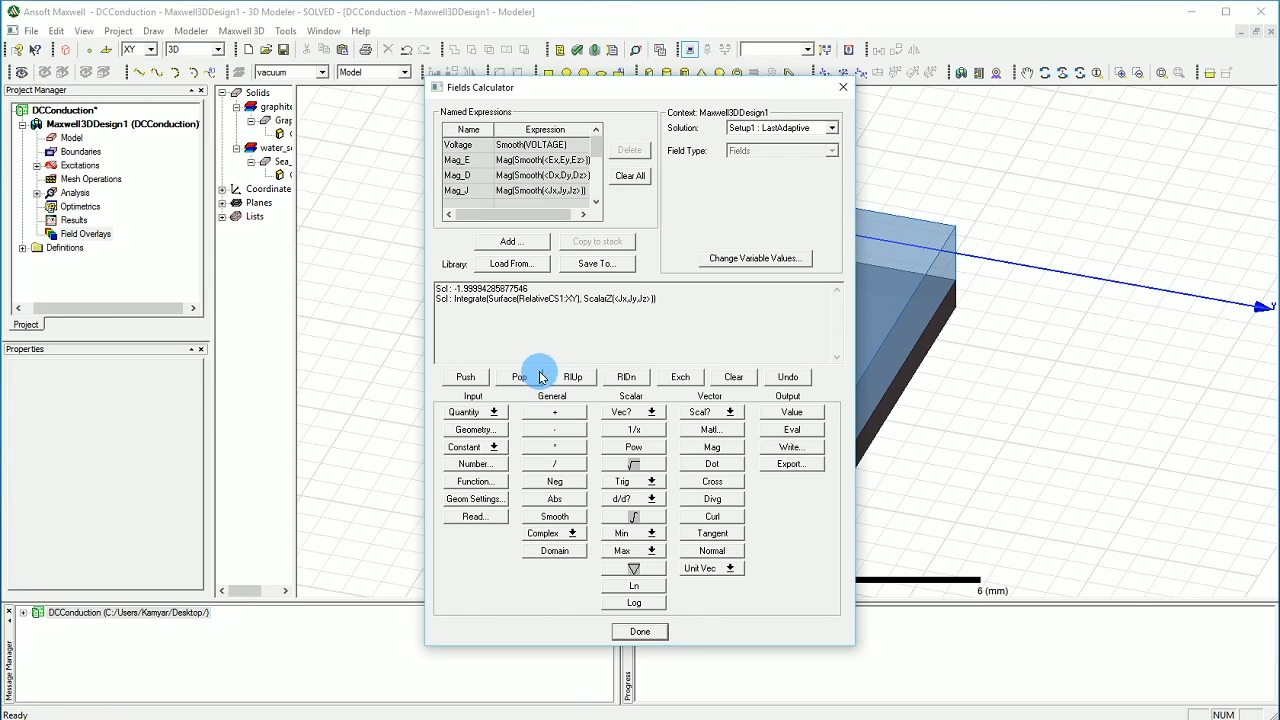 Ansoft Maxwell - DCConduction - Maxwell3DDesign1 - 3D Modeler - SOLVED - [DCConduction - Maxwell3DDesign1 - Modeler]
File Edit View Project Draw Modeler Maxwell 3D Tools Window Help
XY 3D
vacuum Model
Project Manager
DCConduction*
Maxwell3DDesign1 (DCConduction)
Model
Boundaries
Excitations
Mesh Operations
Analysis
Optimetrics
Results
Field Overlays
Definitions
Project
Properties
Solids
graphite
Grap
water_s
Sea_
Coordinate
Planes
Lists
Fields Calculator
Named Expressions
Name Expression
Voltage Smooth(VOLTAGE)
Mag_E Mag(Smooth(<Ex,Ey,Ez>))
Mag_D Mag(Smooth(<Dx,Dy,Dz>)
Mag_J Mag(Smooth(<Jx,Jy,Jz>))
Delete
Clear All
Add ... Copy to stack
Library: Load From... Save To...
Context: Maxwell3DDesign1
Solution: Setup1 : LastAdaptive
Field Type: Fields
Change Variable Values...
Scl : -1.99994285877546
Scl : Integrate(Surface(RelativeCS1:XY), ScalarZ(<Jx,Jy,Jz>))
Push Pop RlUp RlDn Exch Clear Undo
Input General Scalar Vector Output
Quantity + Vec? Scal? Value
Geometry... - 1/x Matl... Eval
Constant * Pow Mag Write...
Number... / Dot Export...
Function... Neg Trig Cross
Geom Settings... Abs d/d? Divg
Read... Smooth ∫ Curl
Complex Min Tangent
Domain Max Normal
▽ Unit Vec
Ln
Log
Done
6 (mm)
Message Manager
DCConduction (C:/Users/Kamyar/Desktop/)
Progress
Ready NUM